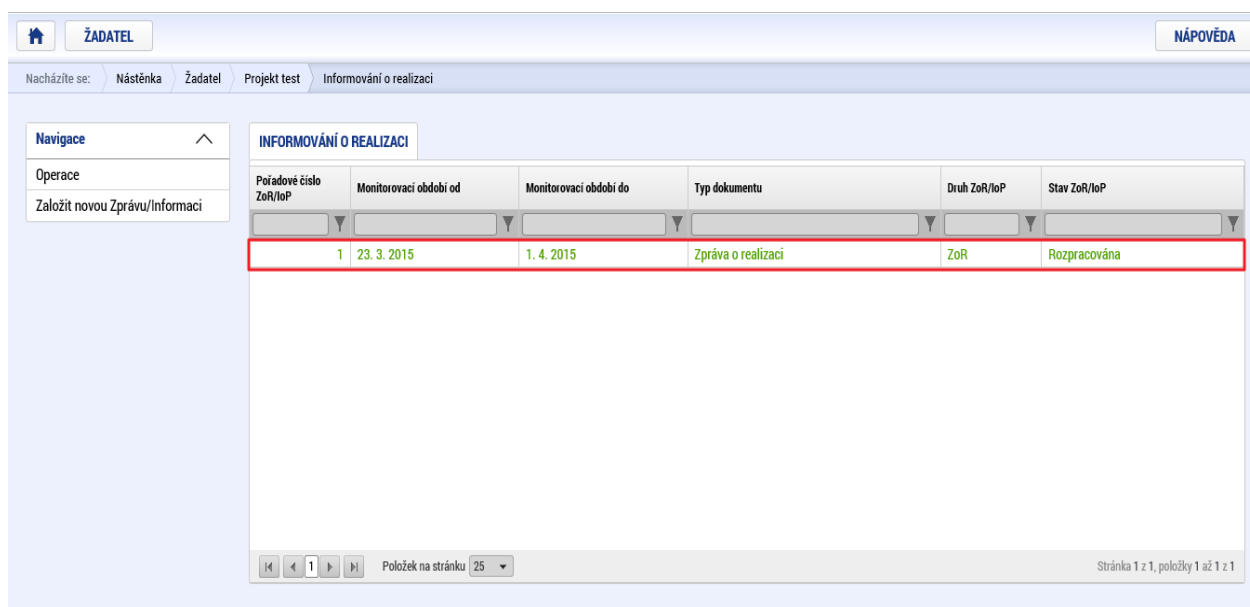 ŽADATEL
NÁPOVĚDA
Nacházíte se: Nástěnka Žadatel Projekt test Informování o realizaci
Navigace
Operace
Založit novou Zprávu/Informaci
INFORMOVÁNÍ O REALIZACI
Pořadové číslo ZoR/IoP Monitorovací období od Monitorovací období do Typ dokumentu Druh ZoR/IoP Stav ZoR/IoP
1 23. 3. 2015 1. 4. 2015 Zpráva o realizaci ZoR Rozpracována
1 Položek na stránku 25 Stránka 1 z 1, položky 1 až 1 z 1